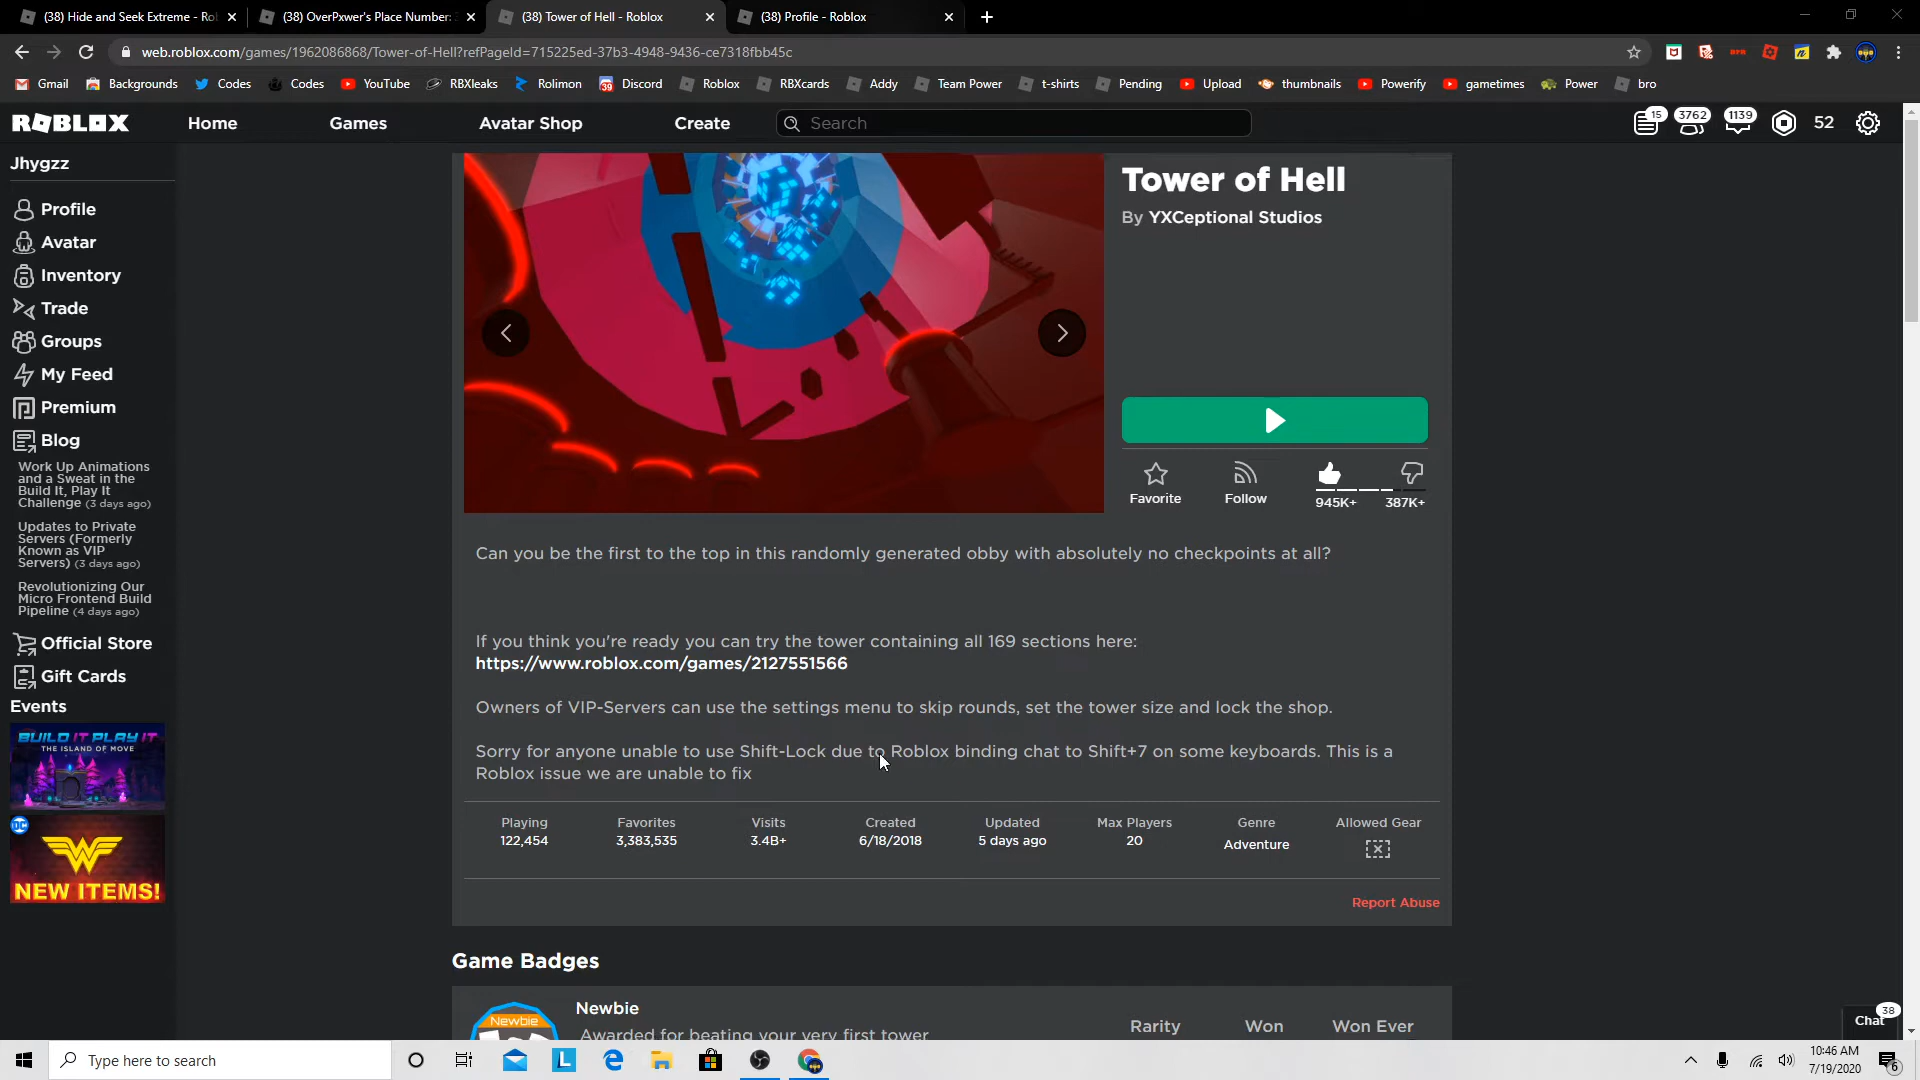 (38) Hide and Seek Extreme - Ro
(38) OverPxwer's Place Number:
(38) Tower of Hell - Roblox
(38) Profile - Roblox
web.roblox.com/games/1962086868/Tower-of-Hell?refPageId=715225ed-37b3-4948-9436-ce7318fbb45c
Gmail
Backgrounds
Codes
Codes
YouTube
RBXleaks
Rolimon
39
Discord
Roblox
RBXcards
Addy
Team Power
t-shirts
Pending
Upload
thumbnails
Powerify
gametimes
Power
bro
ROBLOX
Home
Games
Avatar Shop
Create
Search
15
3762
1139
52
Jhygzz
Profile
Avatar
Inventory
Trade
Groups
My Feed
Premium
Blog
Work Up Animations
and a Sweat in the
Build It, Play It
Challenge (3 days ago)
Updates to Private
Servers (Formerly
Known as VIP
Servers) (3 days ago)
Revolutionizing Our
Micro Frontend Build
Pipeline (4 days ago)
Official Store
Gift Cards
Events
BUILD IT PLAY IT
THE ISLAND OF MOVE
DC
NEW ITEMS!
Tower of Hell
By YXCeptional Studios
Favorite
Follow
945K+
387K+
Can you be the first to the top in this randomly generated obby with absolutely no checkpoints at all?
If you think you're ready you can try the tower containing all 169 sections here:
https://www.roblox.com/games/2127551566
Owners of VIP-Servers can use the settings menu to skip rounds, set the tower size and lock the shop.
Sorry for anyone unable to use Shift-Lock due to Roblox binding chat to Shift+7 on some keyboards. This is a
Roblox issue we are unable to fix
Playing
122,454
Favorites
3,383,535
Visits
3.4B+
Created
6/18/2018
Updated
5 days ago
Max Players
20
Genre
Adventure
Allowed Gear
Report Abuse
Game Badges
Newbie
Newbie
Awarded for beating your very first tower
Rarity
Won
Won Ever
Chat
38
Type here to search
L
10:46 AM
7/19/2020
6